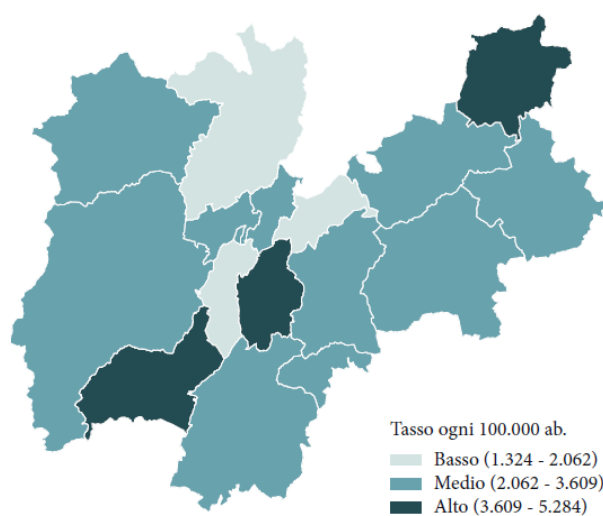 Tasso ogni 100.000 ab.
Basso (1.324 - 2.062)
Medio (2.062 - 3.609)
Alto (3.609 - 5.284)